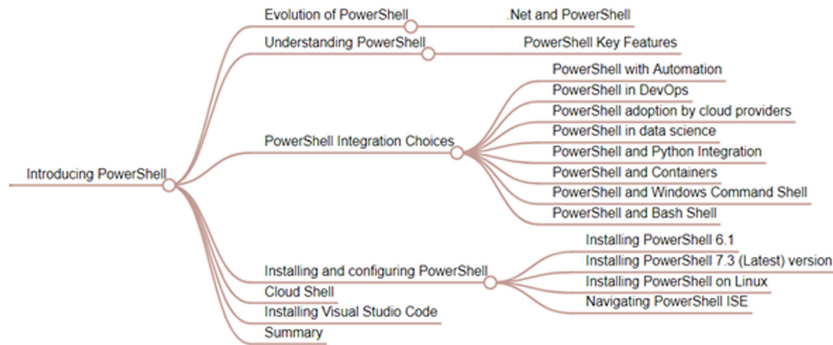 Evolution of PowerShell
.Net and PowerShell
Understanding PowerShell
PowerShell Key Features
PowerShell with Automation
PowerShell in DevOps
PowerShell adoption by cloud providers
PowerShell in data science
PowerShell Integration Choices
PowerShell and Python Integration
PowerShell and Containers
Introducing PowerShell
PowerShell and Windows Command Shell
PowerShell and Bash Shell
Installing PowerShell 6.1
Installing PowerShell 7.3 (Latest) version
Installing and configuring PowerShell
Installing PowerShell on Linux
Cloud Shell
Navigating PowerShell ISE
Installing Visual Studio Code
Summary